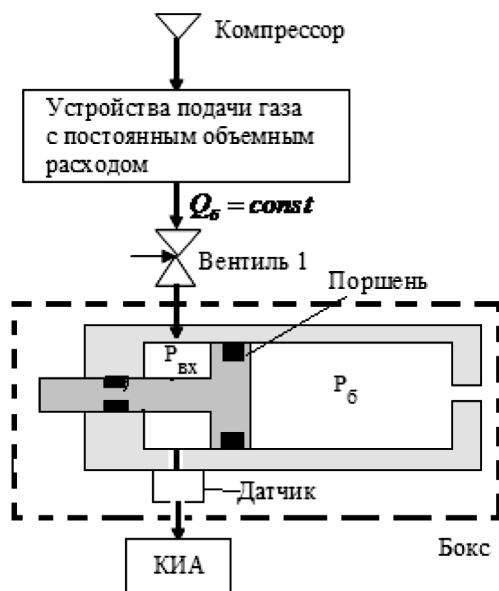 Компрессор
Устройства подачи газа
с постоянным объемным
расходом
Qб = const
Вентиль 1
Поршень
Pвх
Pб
Датчик
КИА
Бокс